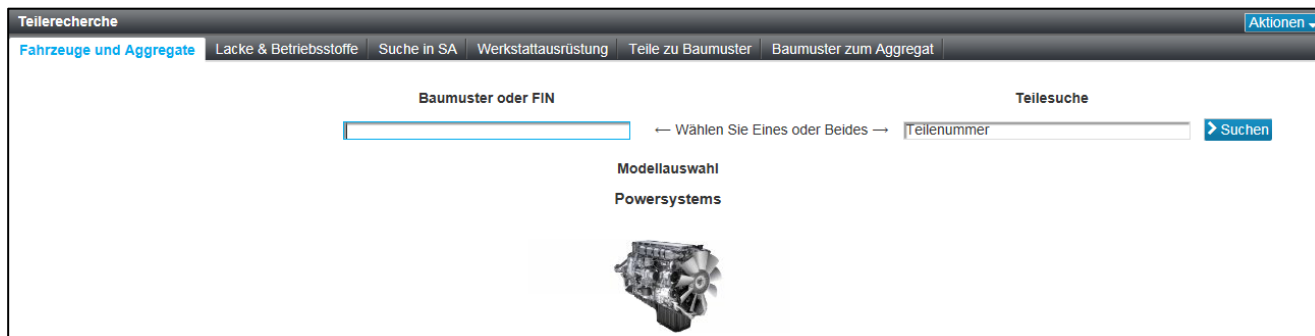 Teilerecherche
Aktionen
Fahrzeuge und Aggregate Lacke & Betriebsstoffe Suche in SA Werkstattausrüstung Teile zu Baumuster Baumuster zum Aggregat
Baumuster oder FIN Teilesuche
← Wählen Sie Eines oder Beides → Teilenummer Suchen
Modellauswahl
Powersystems